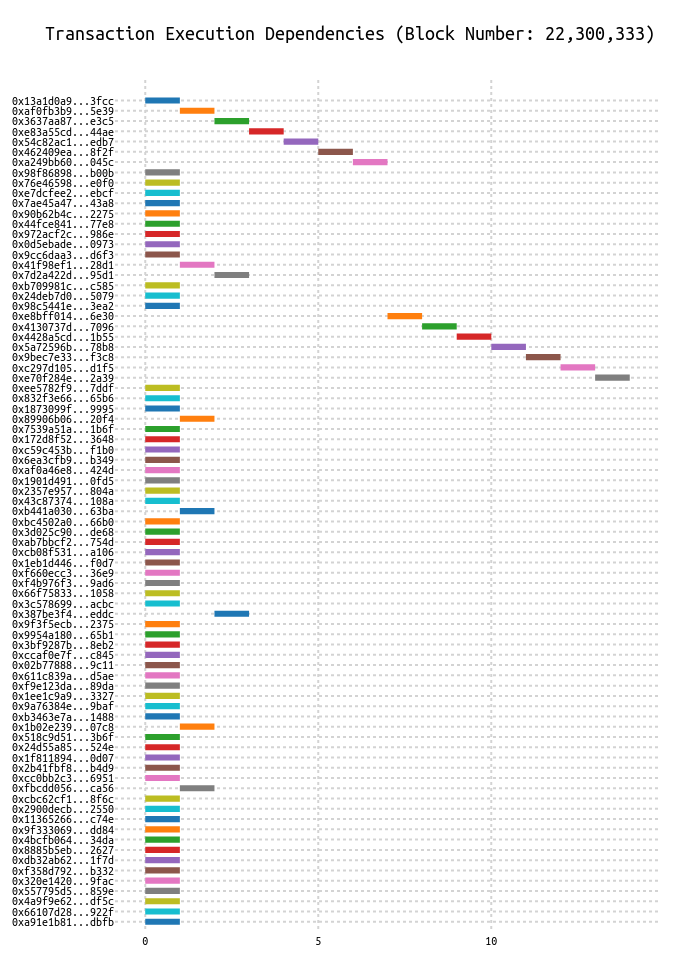 Transaction Execution Dependencies (Block Number: 22,300,333)
0x13a1d0a9...3fcc
0xaf0fb3b9...5e39
0x3637aa87...e3c5
0xe83a55cd...44ae
0x54c82ac1...edb7
0x462409ea...8f2f
0xa249bb60...045c
0x98f86898...b00b
0x76e46598...e0f0
0xe7dcfee2...ebcf
0x7ae45a47...43a8
0x90b62b4c...2275
0x44fce841...77e8
0x972acf2c...986e
0x0d5ebade...0973
0x9cc6daa3...d6f3
0x41f98ef1...28d1
0x7d2a422d...95d1
0xb709981c...c585
0x24deb7d0...5079
0x98c5441e...3ea2
0xe8bff014...6e30
0x4130737d...7096
0x4428a5cd...1b55
0x5a72596b...78b8
0x9bec7e33...f3c8
0xc297d105...d1f5
0xe70f284e...2a39
0xee5782f9...7ddf
0x832f3e66...65b6
0x1873099f...9995
0x89906b06...20f4
0x7539a51a...1b6f
0x172d8f52...3648
0xc59c453b...f1b0
0x6ea3cfb9...b349
0xaf0a46e8...424d
0x1901d491...0fd5
0x2357e957...804a
0x43c87374...108a
0xb441a030...63ba
0xbc4502a0...66b0
0x3d025c90...de68
0xab7bbcf2...754d
0xcb08f531...a106
0x1eb1d446...f0d7
0xf660ecc3...36e9
0xf4b976f3...9ad6
0x66f75833...1058
0x3c578699...acbc
0x387be3f4...eddc
0x9f3f5ecb...2375
0x9954a180...65b1
0x3bf9287b...8eb2
0xccaf0e7f...c845
0x02b77888...9c11
0x611c839a...d5ae
0xf9e123da...89da
0x1ee1c9a9...3327
0x9a76384e...9baf
0xb3463e7a...1488
0x1b02e239...07c8
0x518c9d51...3b6f
0x24d55a85...524e
0x1f811894...0d07
0x2b41fbf8...b4d9
0xcc0bb2c3...6951
0xfbcdd056...ca56
0xcbc62cf1...8f6c
0x2900decb...2550
0x11365266...c74e
0x9f333069...dd84
0x4bcfb064...34da
0x8885b5eb...2627
0xdb32ab62...1f7d
0xf358d792...b332
0x320e1420...9fac
0x557795d5...859e
0x4a9f9e62...df5c
0x66107d28...922f
0xa91e1b81...dbfb
0 5 10